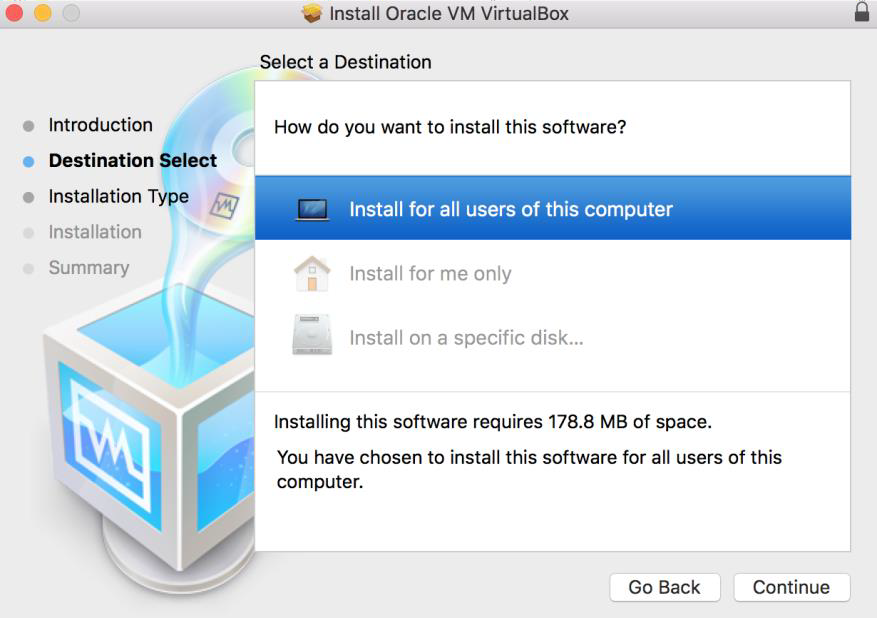 Install Oracle VM VirtualBox
Select a Destination
Introduction
Destination Select
Installation Type
Installation
Summary
How do you want to install this software?
Install for all users of this computer
Install for me only
Install on a specific disk...
Installing this software requires 178.8 MB of space.
You have chosen to install this software for all users of this
computer.
Go Back
Continue